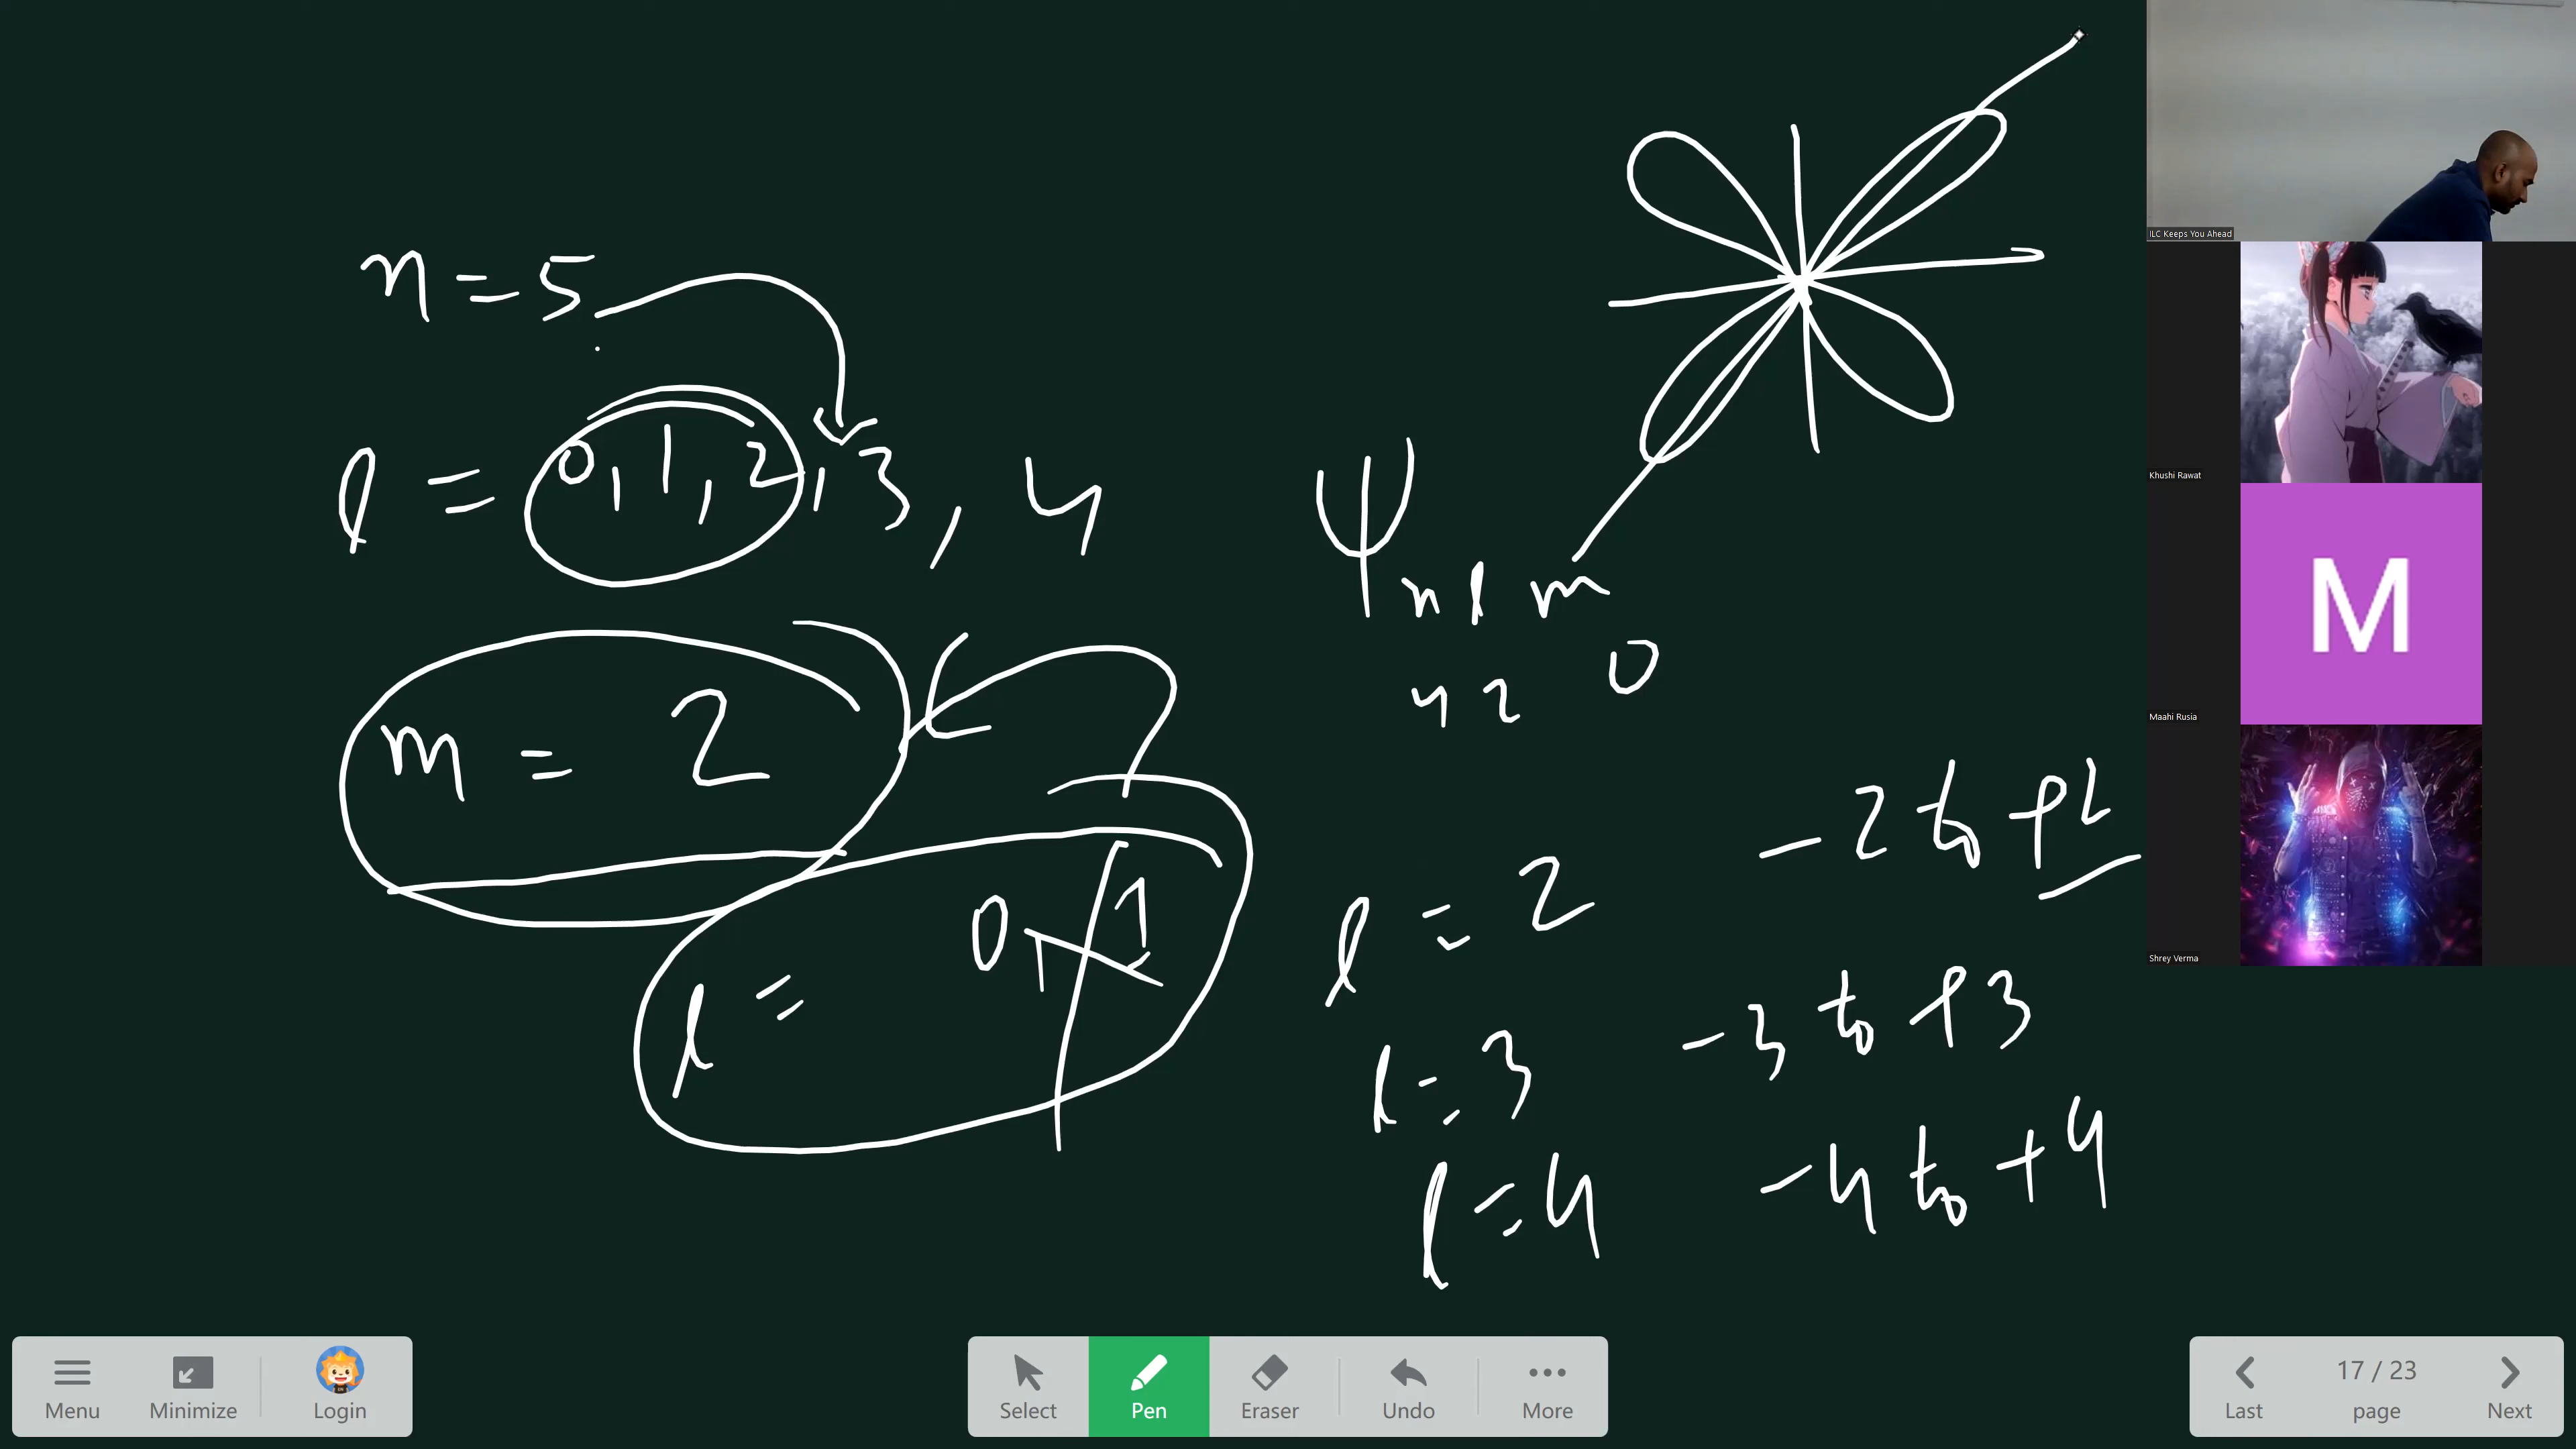 n = 5
l = 0, 1, 2, 3, 4
ψ n l m
4 2 0
m = 2
l = 0, 1
l = 2 -2 to +2
l = 3 -3 to +3
l = 4 -4 to +4
ILC Keeps You Ahead
Khushi Rawat
M
Maahi Rusia
Shrey Verma
Menu Minimize Login
Select Pen Eraser Undo More
17 / 23
Last page Next